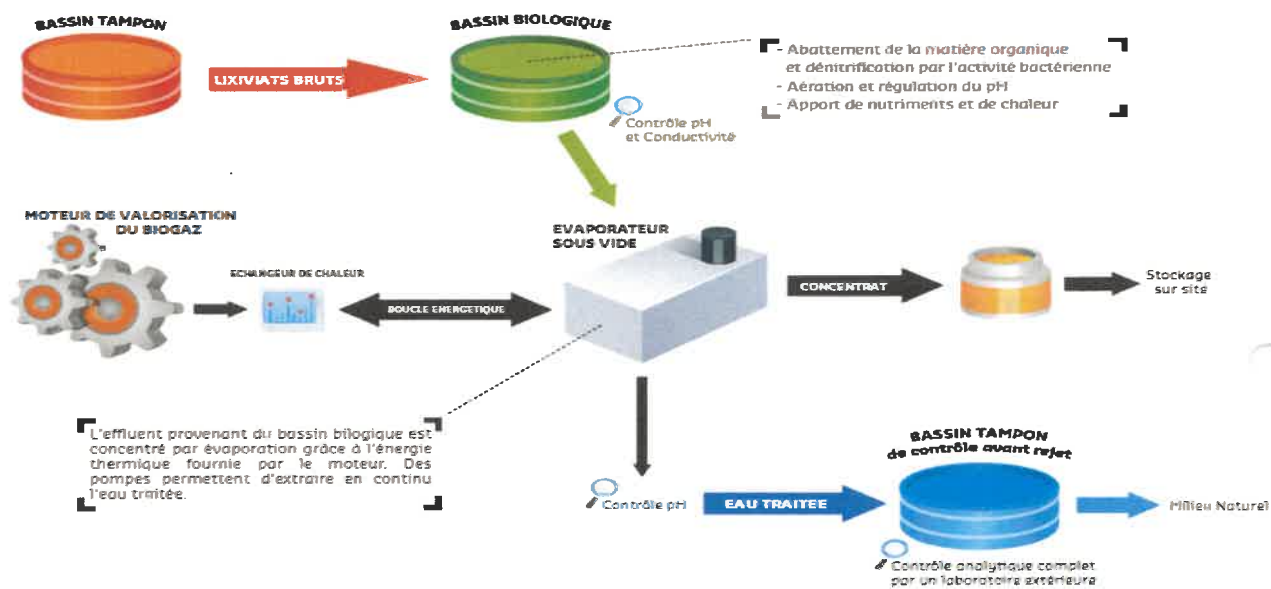 BASSIN TAMPON
LIXIVIATS BRUTS
BASSIN BIOLOGIQUE
- Abattement de la matière organique
et dénitrification par l'activité bactérienne
- Aération et régulation du pH
- Apport de nutriments et de chaleur
Contrôle pH
et Conductivité
MOTEUR DE VALORISATION
DU BIOGAZ
ECHANGEUR DE CHALEUR
BOUCLE ENERGETIQUE
EVAPORATEUR
SOUS VIDE
CONCENTRAT
Stockage
sur site
L'effluent provenant du bassin bilogique est
concentré par évaporation grâce à l'énergie
thermique fournie par le moteur. Des
pompes permettent d'extraire en continu
l'eau traitée.
Contrôle pH
EAU TRAITEE
BASSIN TAMPON
de contrôle avant rejet
Milieu Naturel
Contrôle analytique complet
par un laboratoire extérieure